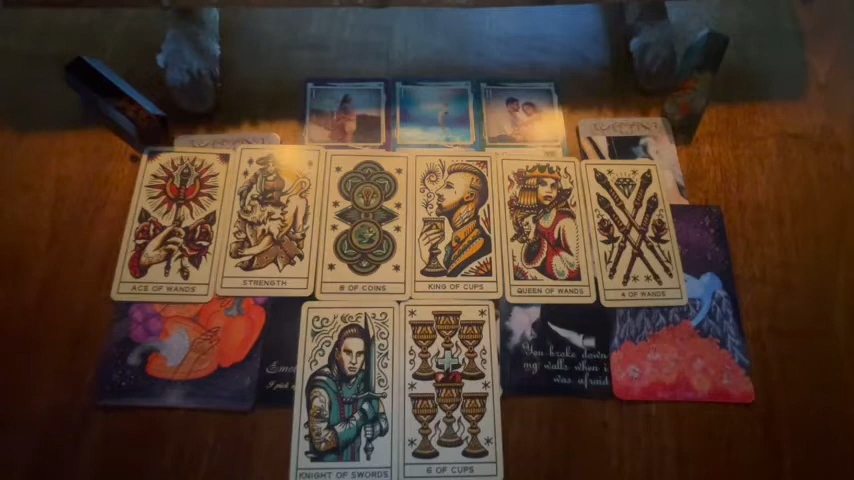 ACE OF WANDS
STRENGTH
8 OF COINS
KING OF CUPS
QUEEN OF WANDS
4 OF WANDS
I pick
You broke down
my walls when i
was afraid
KNIGHT OF SWORDS
6 OF CUPS